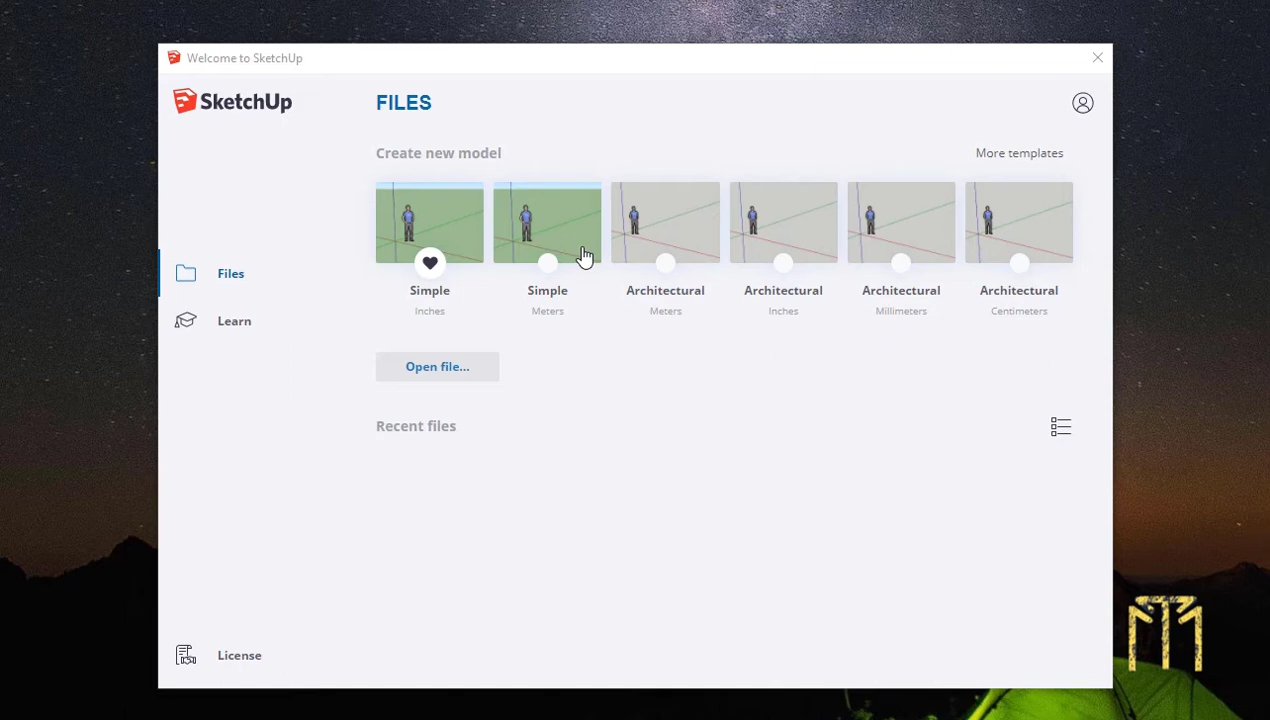 Welcome to SketchUp
SketchUp
FILES
Create new model
More templates
Simple
Inches
Simple
Meters
Architectural
Meters
Architectural
Inches
Architectural
Millimeters
Architectural
Centimeters
Files
Learn
Open file...
Recent files
License